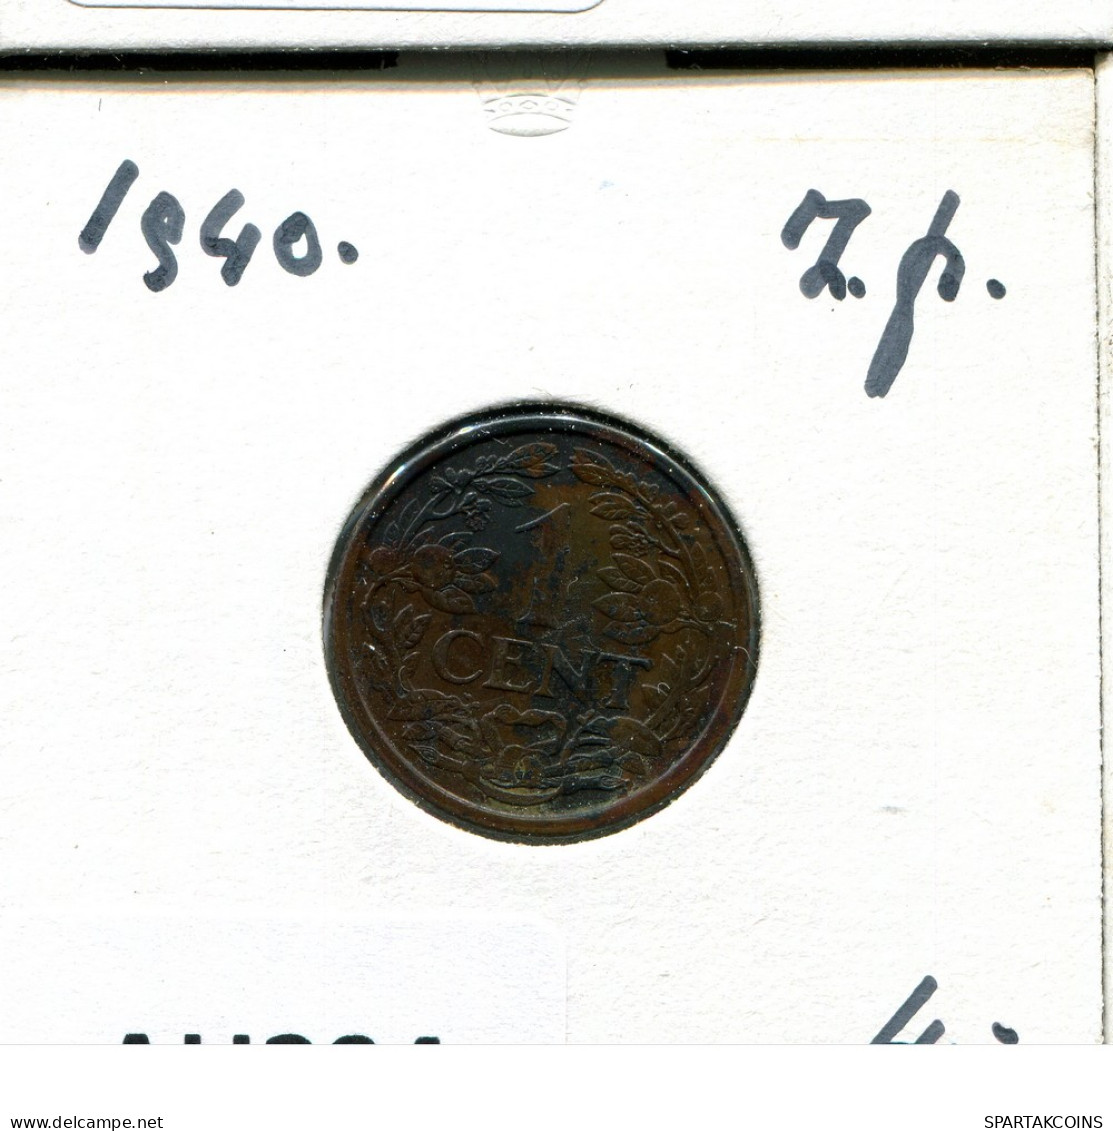 1940. Z.f.
1
CENT
4.
www.delcampe.net
SPARTAKCOINS